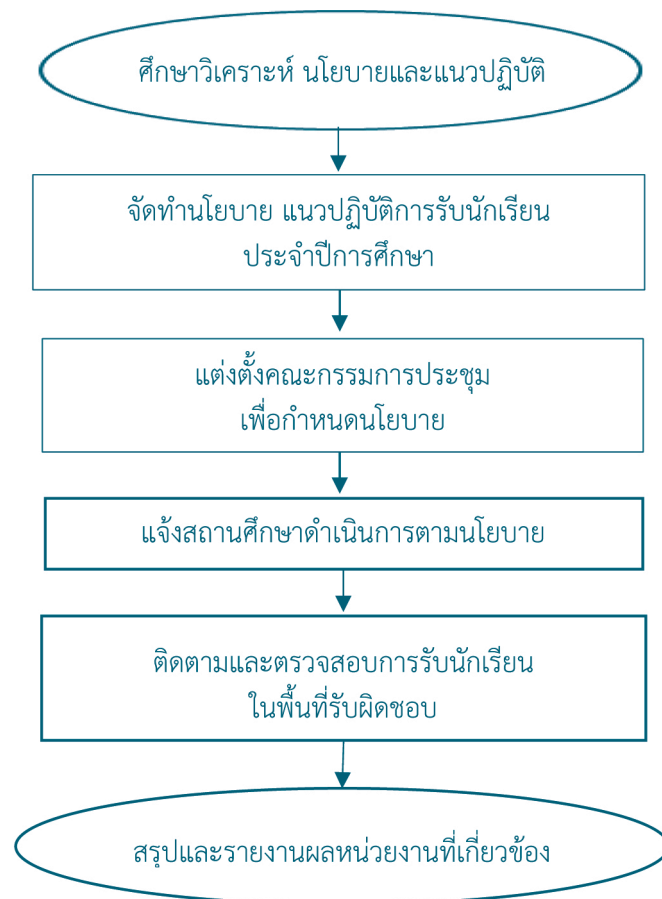 ศึกษาวิเคราะห์ นโยบายและแนวปฏิบัติ
จัดทำนโยบาย แนวปฏิบัติการรับนักเรียน
ประจำปีการศึกษา
แต่งตั้งคณะกรรมการประชุม
เพื่อกำหนดนโยบาย
แจ้งสถานศึกษาดำเนินการตามนโยบาย
ติดตามและตรวจสอบการรับนักเรียน
ในพื้นที่รับผิดชอบ
สรุปและรายงานผลหน่วยงานที่เกี่ยวข้อง